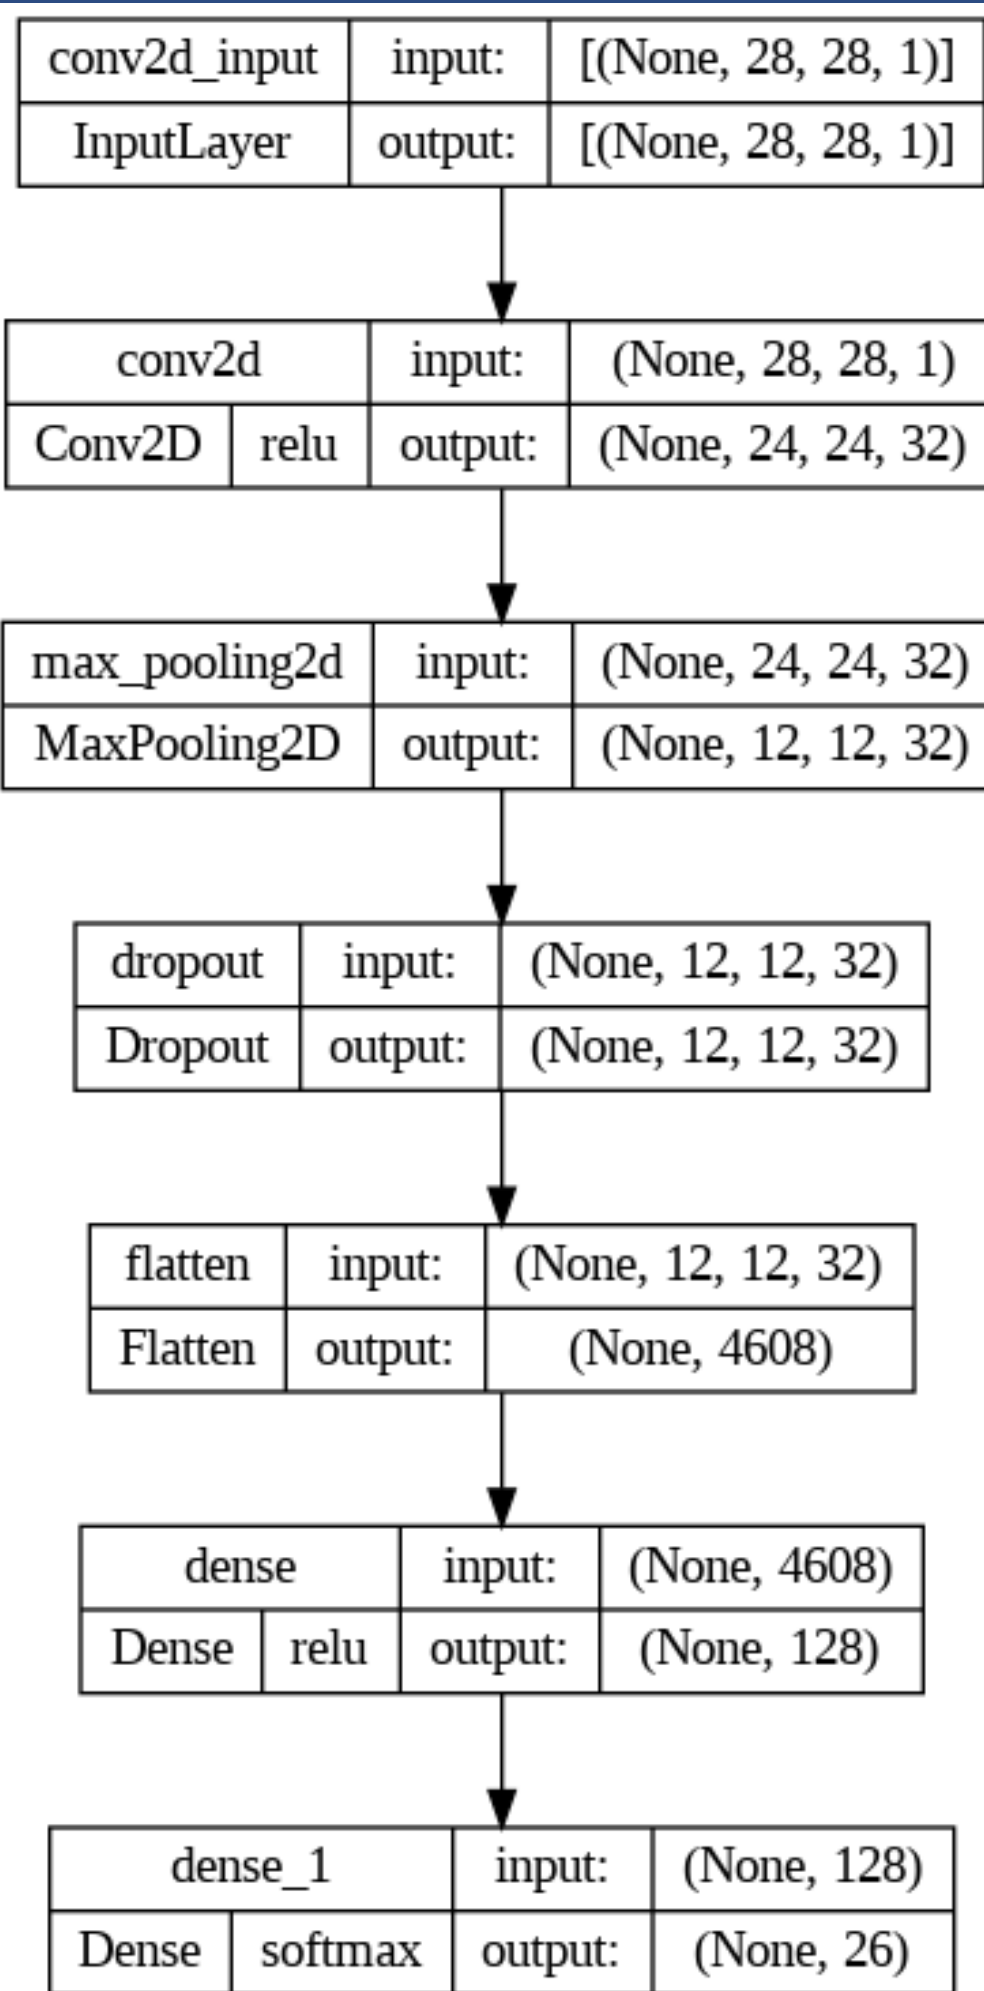 conv2d_input input: [(None, 28, 28, 1)]
InputLayer output: [(None, 28, 28, 1)]
conv2d input: (None, 28, 28, 1)
Conv2D relu output: (None, 24, 24, 32)
max_pooling2d input: (None, 24, 24, 32)
MaxPooling2D output: (None, 12, 12, 32)
dropout input: (None, 12, 12, 32)
Dropout output: (None, 12, 12, 32)
flatten input: (None, 12, 12, 32)
Flatten output: (None, 4608)
dense input: (None, 4608)
Dense relu output: (None, 128)
dense_1 input: (None, 128)
Dense softmax output: (None, 26)